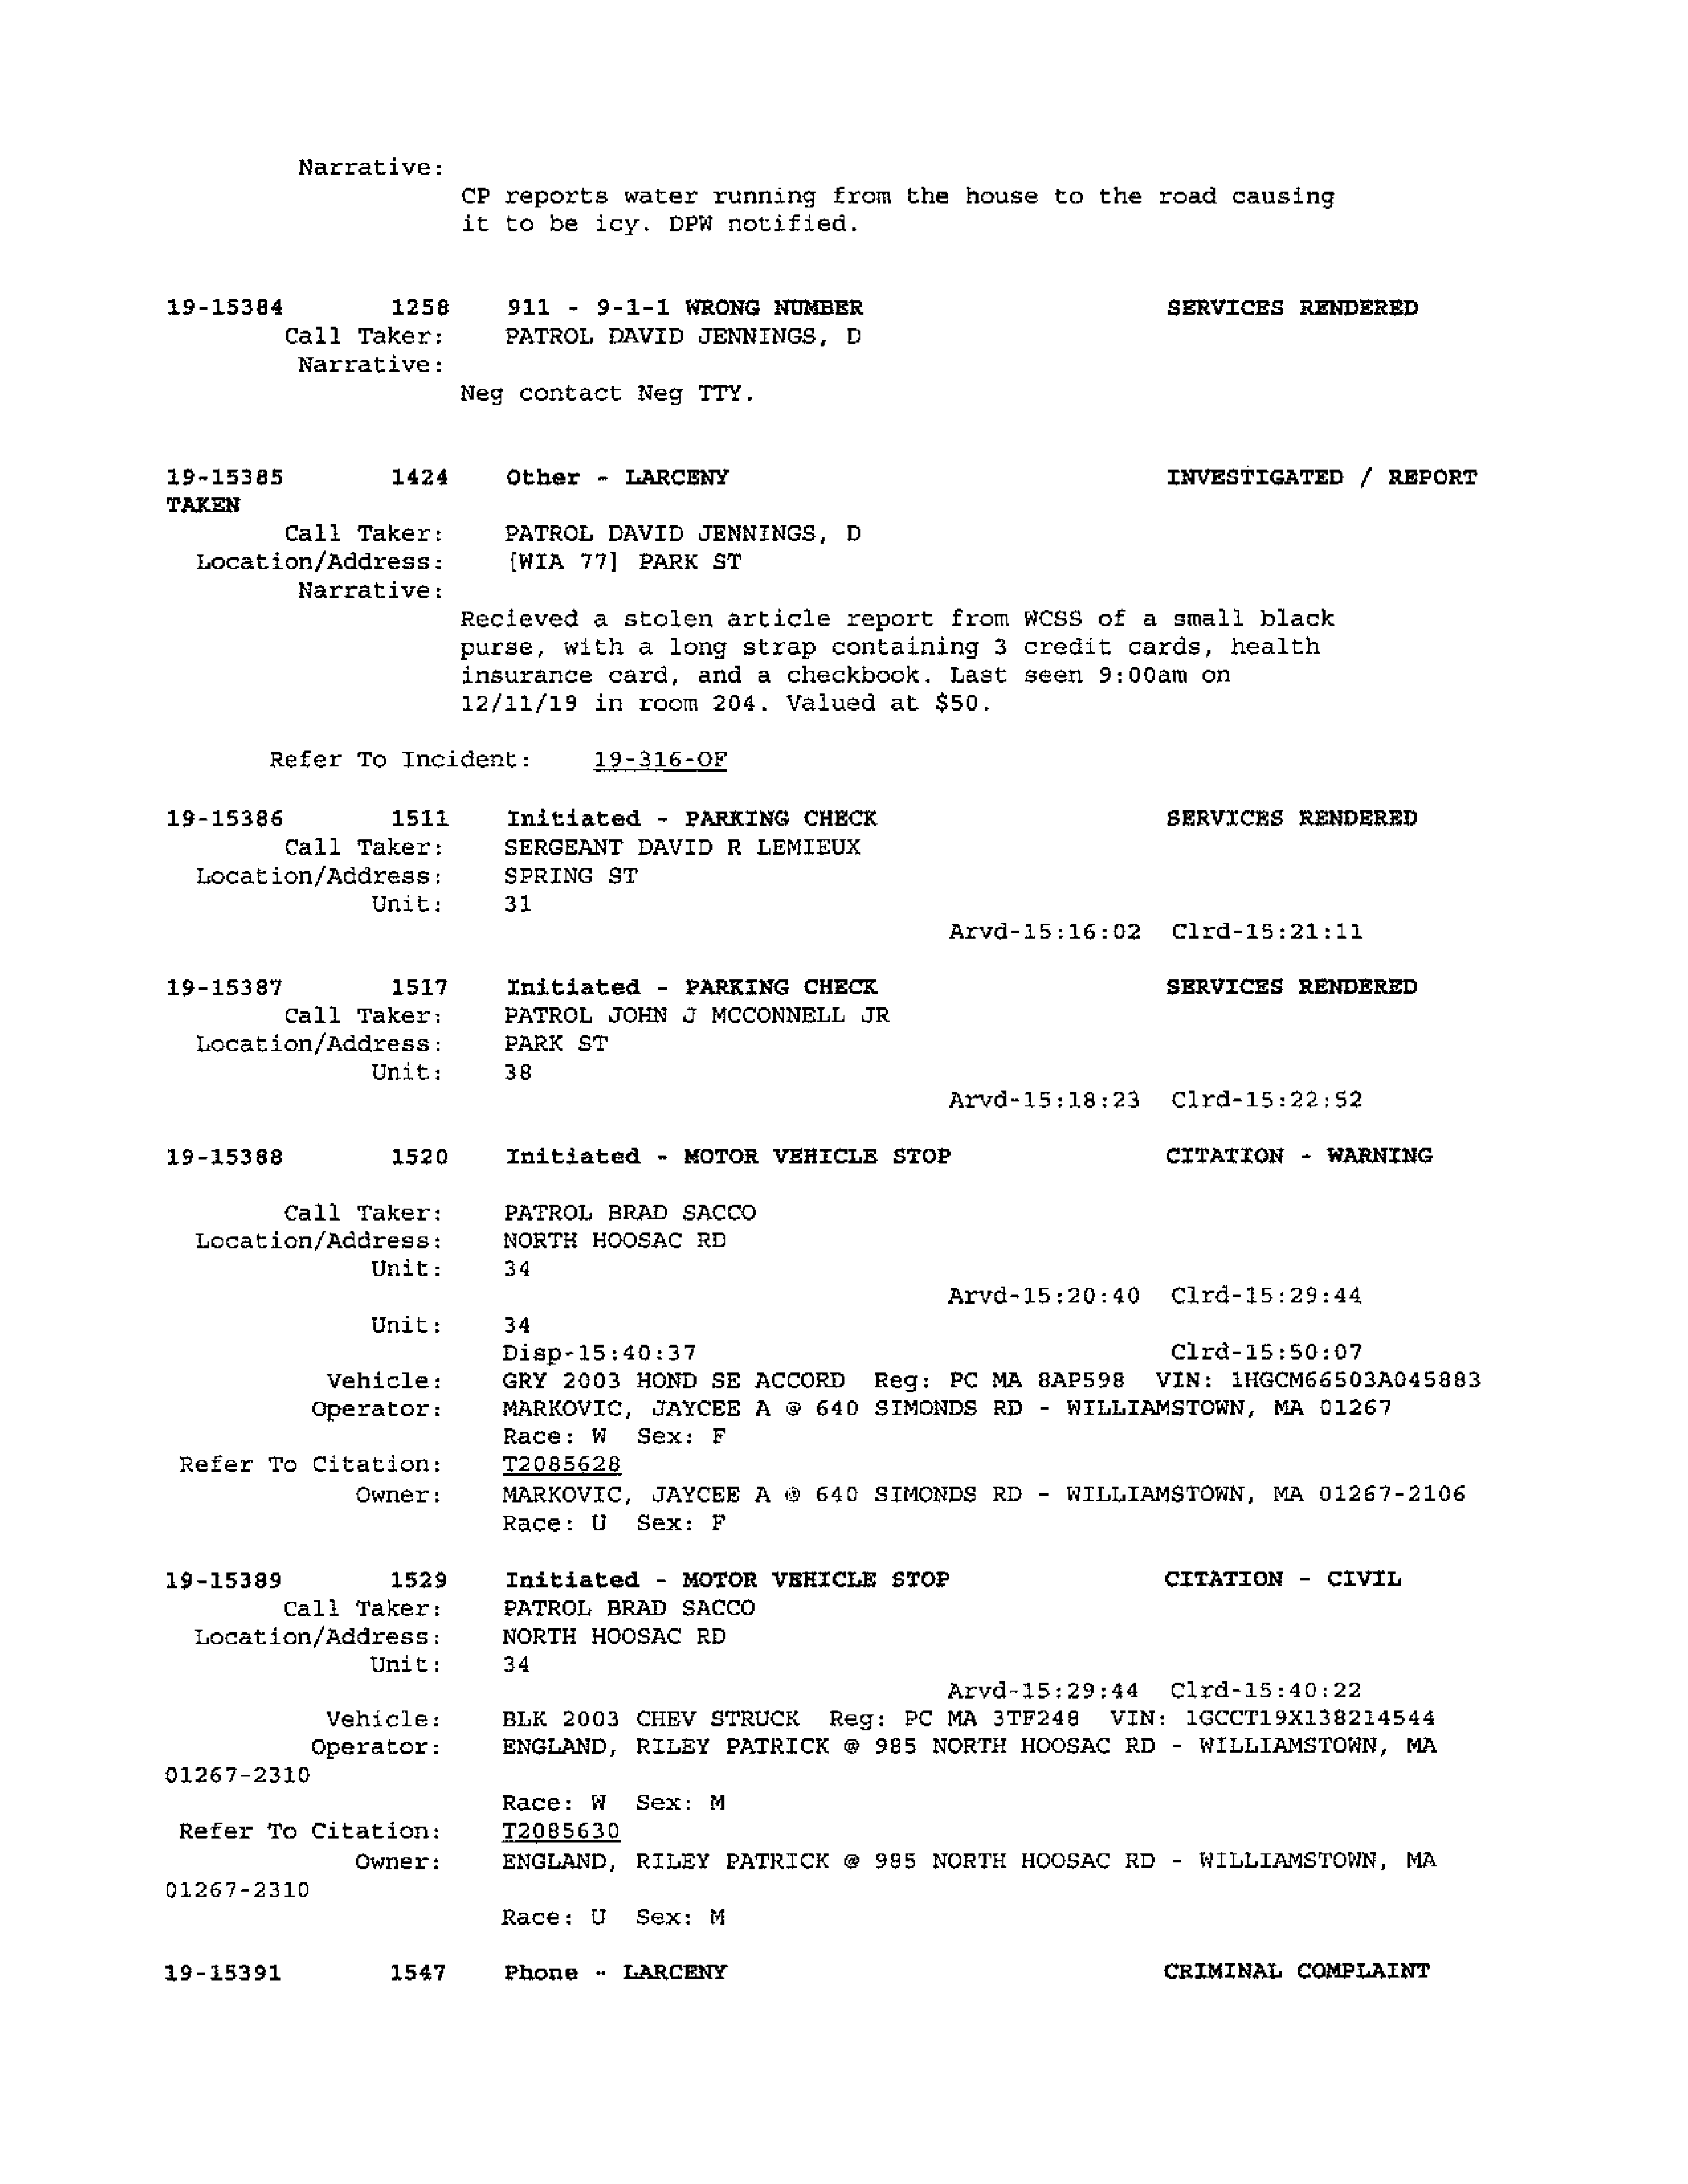 Narrative:
CP reports water running from the house to the road causing
it to be icy. DPW notified.
19-15384 1258 911 - 9-1-1 WRONG NUMBER SERVICES RENDERED
Call Taker: PATROL DAVID JENNINGS, D
Narrative:
Neg contact Neg TTY.
19-15385 1424 Other - LARCENY INVESTIGATED / REPORT
TAKEN
Call Taker: PATROL DAVID JENNINGS, D
Location/Address: [WIA 77] PARK ST
Narrative:
Recieved a stolen article report from WCSS of a small black
purse, with a long strap containing 3 credit cards, health
insurance card, and a checkbook. Last seen 9:00am on
12/11/19 in room 204. Valued at $50.
Refer To Incident: 19-316-OF
19-15386 1511 Initiated - PARKING CHECK SERVICES RENDERED
Call Taker: SERGEANT DAVID R LEMIEUX
Location/Address: SPRING ST
Unit: 31
Arvd-15:16:02 Clrd-15:21:11
19-15387 1517 Initiated - PARKING CHECK SERVICES RENDERED
Call Taker: PATROL JOHN J MCCONNELL JR
Location/Address: PARK ST
Unit: 38
Arvd-15:18:23 Clrd-15:22:52
19-15388 1520 Initiated - MOTOR VEHICLE STOP CITATION - WARNING
Call Taker: PATROL BRAD SACCO
Location/Address: NORTH HOOSAC RD
Unit: 34
Arvd-15:20:40 Clrd-15:29:44
Unit: 34
Disp-15:40:37 Clrd-15:50:07
Vehicle: GRY 2003 HOND SE ACCORD Reg: PC MA 8AP598 VIN: 1HGCM66503A045883
Operator: MARKOVIC, JAYCEE A @ 640 SIMONDS RD - WILLIAMSTOWN, MA 01267
Race: W Sex: F
Refer To Citation: T2085628
Owner: MARKOVIC, JAYCEE A @ 640 SIMONDS RD - WILLIAMSTOWN, MA 01267-2106
Race: U Sex: F
19-15389 1529 Initiated - MOTOR VEHICLE STOP CITATION - CIVIL
Call Taker: PATROL BRAD SACCO
Location/Address: NORTH HOOSAC RD
Unit: 34
Arvd-15:29:44 Clrd-15:40:22
Vehicle: BLK 2003 CHEV STRUCK Reg: PC MA 3TF248 VIN: 1GCCT19X138214544
Operator: ENGLAND, RILEY PATRICK @ 985 NORTH HOOSAC RD - WILLIAMSTOWN, MA
01267-2310
Race: W Sex: M
Refer To Citation: T2085630
Owner: ENGLAND, RILEY PATRICK @ 985 NORTH HOOSAC RD - WILLIAMSTOWN, MA
01267-2310
Race: U Sex: M
19-15391 1547 Phone - LARCENY CRIMINAL COMPLAINT